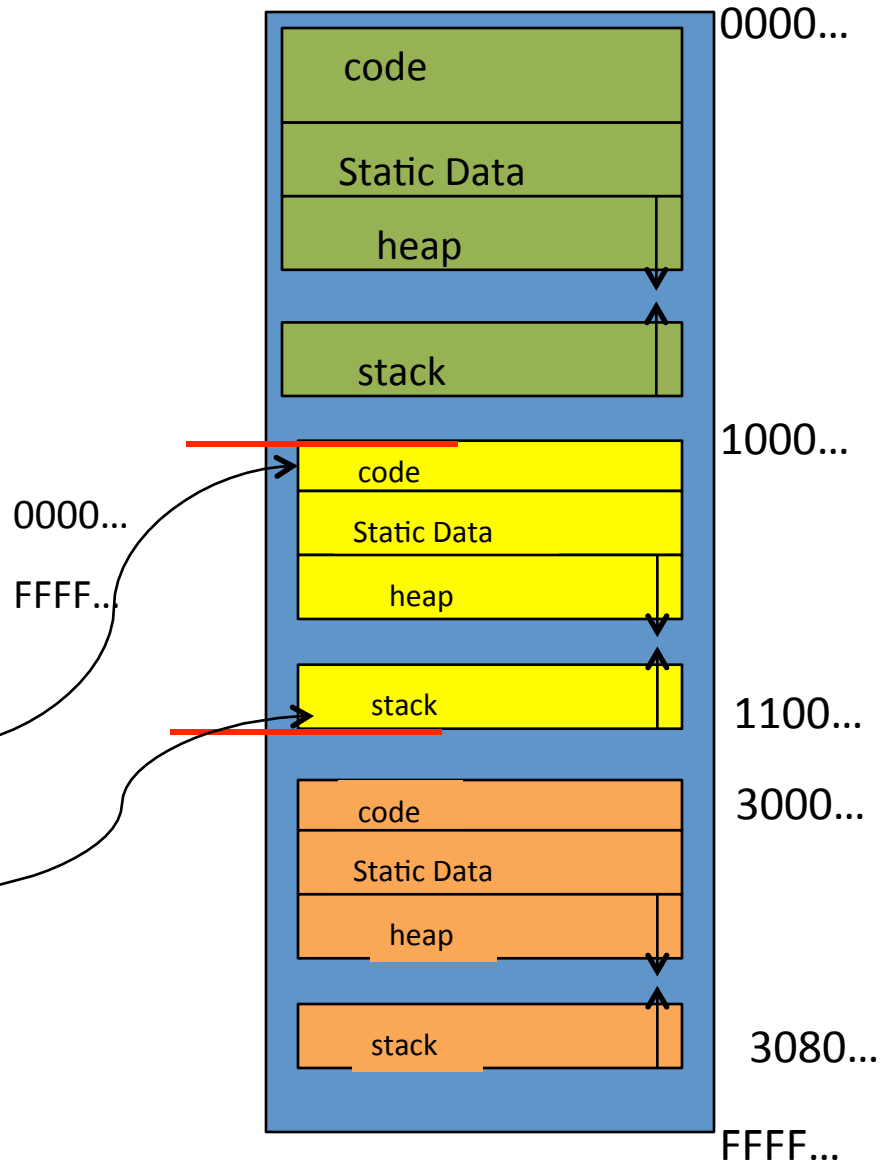 0000...
code
Static Data
heap
stack
1000...
code
0000...
Static Data
FFFF...
heap
stack
1100...
3000...
code
Static Data
heap
stack
3080...
FFFF...